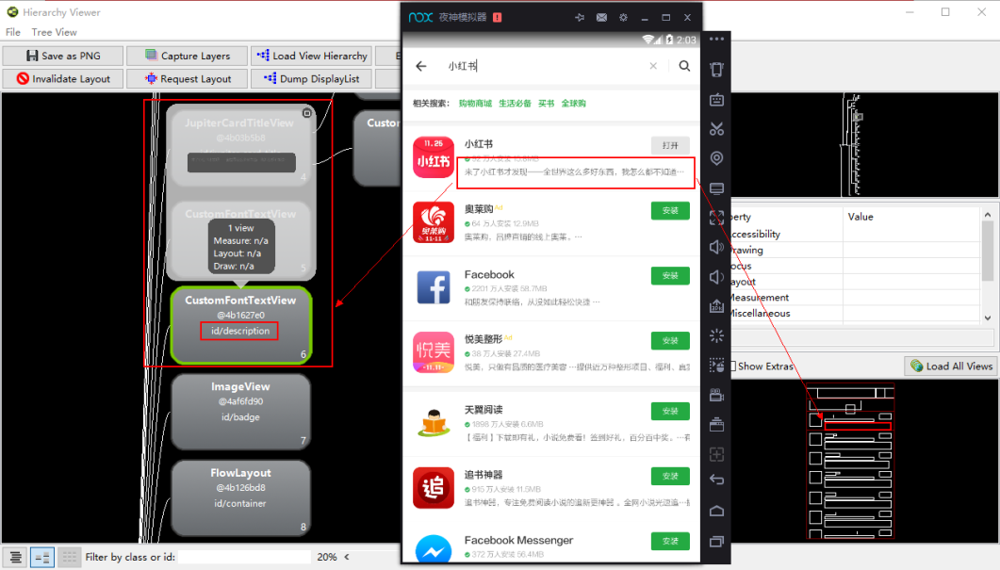 Hierarchy Viewer
File Tree View
Save as PNG
Capture Layers
Load View Hierarchy
Invalidate Layout
Request Layout
Dump DisplayList
JupiterCardTitleView
@4b03b5b8
4
CustomFontTextView
1 view
Measure: n/a
Layout: n/a
Draw: n/a
5
CustomFontTextView
@4b1627e0
id/description
6
ImageView
@4af6fd90
id/badge
7
FlowLayout
@4b126bd8
id/container
8
Custo
Filter by class or id:
20%
nox 夜神模拟器
2:03
小红书
相关搜索: 购物商城 生活必备 买书 全球购
11.26
小红书
小红书
打开
来了小红书才发现——全世界这么多好东西，我怎么都不知道…
奥莱购
11·11
奥莱购 Ad
64 万人安装 12.9MB
安装
奥莱购，品牌直销的线上奥莱。…
Facebook
2201 万人安装 58.7MB
安装
和朋友保持联络，从没如此轻松快速 …
悦美
11.11
悦美整形 Ad
38 万人安装 27.4MB
安装
悦美，只做有品质的医疗美容 …提供近万种整形项目、福利、真
天翼阅读
1898 万人安装 6.6MB
安装
【福利】下载即有礼，小说免费看！签到好礼，百分百中奖。…
追
追书神器
915 万人安装 11.5MB
安装
追书神器，专注免费阅读小说的追新更神器 。全网小说光速追…
Facebook Messenger
372 万人安装 56.4MB
安装
perty
Value
ccessibility
rawing
ocus
ayout
Measurement
Miscellaneous
Show Extras
Load All Views